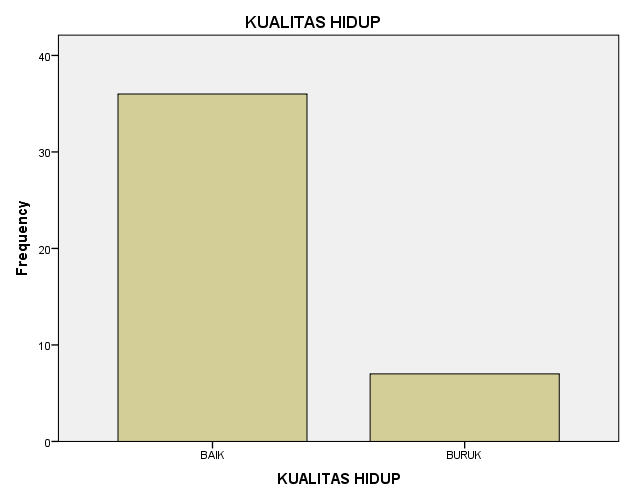 KUALITAS HIDUP
40
30
20
10
0
Frequency
BAIK
BURUK
KUALITAS HIDUP